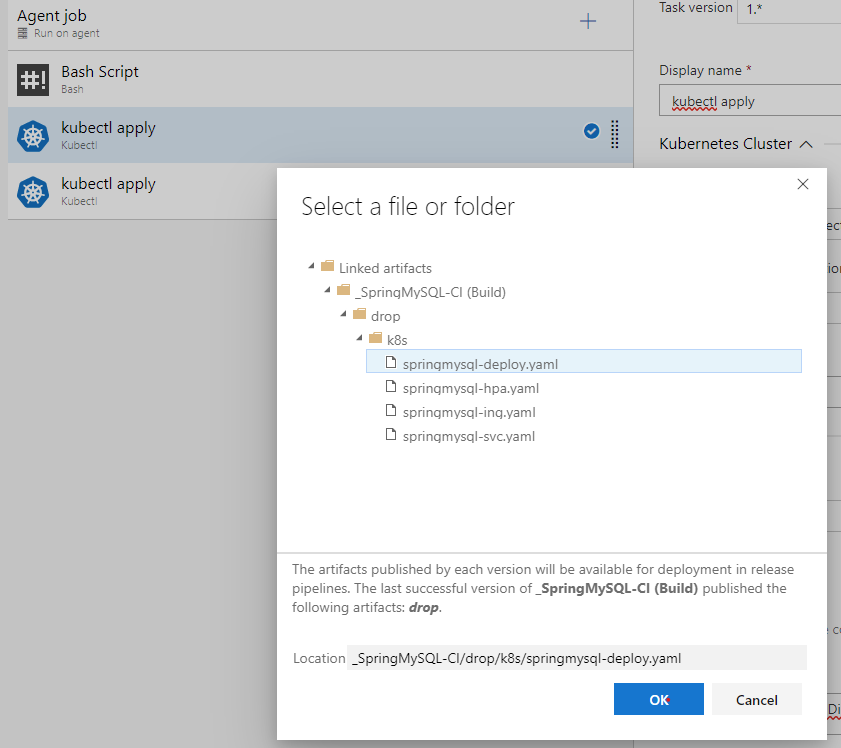 Agent job
Run on agent
Bash Script
Bash
kubectl apply
Kubectl
kubectl apply
Kubectl
Task version 1.*
Display name *
kubectl apply
Kubernetes Cluster
Select a file or folder
Linked artifacts
_SpringMySQL-CI (Build)
drop
k8s
springmysql-deploy.yaml
springmysql-hpa.yaml
springmysql-ing.yaml
springmysql-svc.yaml
The artifacts published by each version will be available for deployment in release
pipelines. The last successful version of _SpringMySQL-CI (Build) published the
following artifacts: drop.
Location _SpringMySQL-CI/drop/k8s/springmysql-deploy.yaml
OK
Cancel